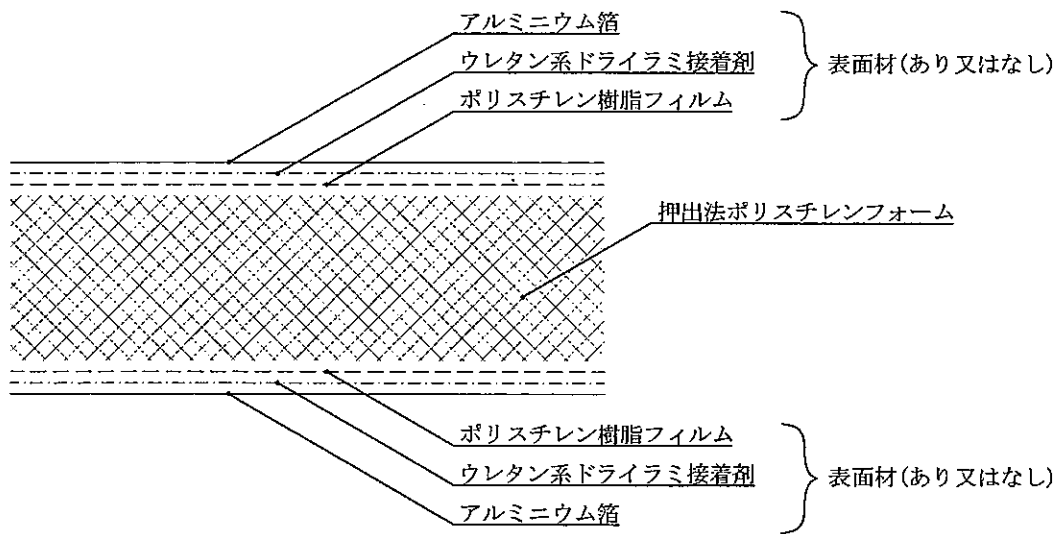 アルミニウム箔
ウレタン系ドライラミ接着剤
表面材(あり又はなし)
ポリスチレン樹脂フィルム
押出法ポリスチレンフォーム
ポリスチレン樹脂フィルム
ウレタン系ドライラミ接着剤
表面材(あり又はなし)
アルミニウム箔